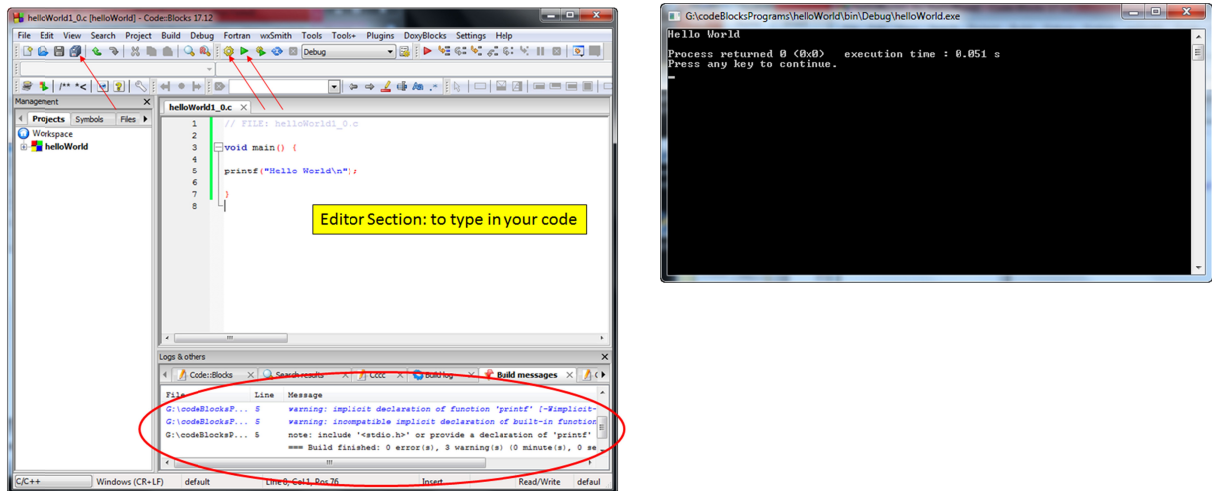 helloWorld1_0.c [helloWorld] - Code::Blocks 17.12
File Edit View Search Project Build Debug Fortran wxSmith Tools Tools+ Plugins DoxyBlocks Settings Help
Debug
/** *<
Management
Projects Symbols Files
Workspace
helloWorld
helloWorld1_0.c
1 // FILE: helloWorld1_0.c
2
3 void main() {
4
5 printf("Hello World\n");
6
7 }
8
Editor Section: to type in your code
Logs & others
Code::Blocks Search results Cccc Build log Build messages
File Line Message
G:\codeBlocksP... 5 warning: implicit declaration of function 'printf' [-Wimplicit-
G:\codeBlocksP... 5 warning: incompatible implicit declaration of built-in function
G:\codeBlocksP... 5 note: include '<stdio.h>' or provide a declaration of 'printf'
=== Build finished: 0 error(s), 3 warning(s) (0 minute(s), 0 se
C/C++ Windows (CR+LF) default Line 8, Col 1, Pos 76 Insert Read/Write defaul
G:\codeBlocksPrograms\helloWorld\bin\Debug\helloWorld.exe
Hello World
Process returned 0 (0x0) execution time : 0.051 s
Press any key to continue.